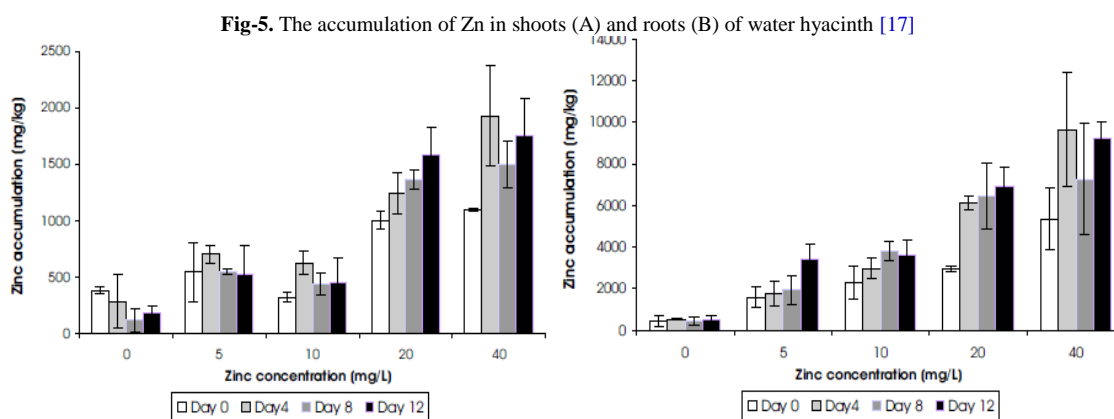 Fig-5. The accumulation of Zn in shoots (A) and roots (B) of water hyacinth [17]
2500
2000
1500
1000
500
0
Zinc accumulation (mg/kg)
0 5 10 20 40
Zinc concentration (mg/L)
Day 0 Day4 Day 8 Day 12
14000
12000
10000
8000
6000
4000
2000
0
Zinc accumulation (mg/kg)
0 5 10 20 40
Zinc concentration (mg/L)
Day 0 Day4 Day 8 Day 12